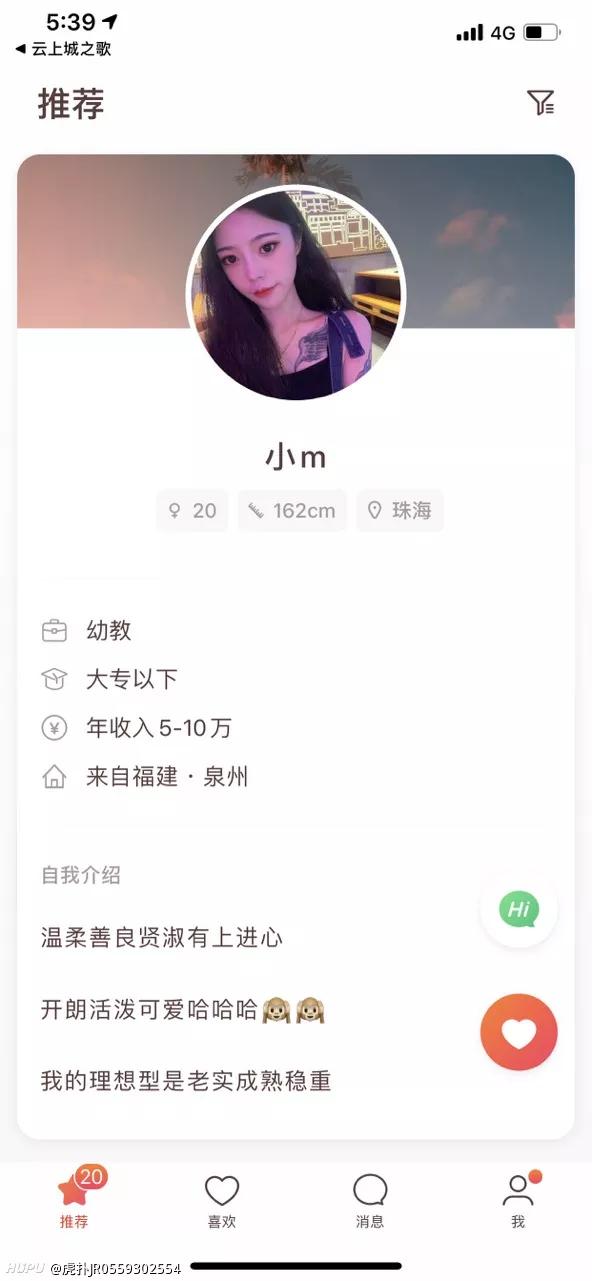 5:39
4G
云上城之歌
推荐
小m
20
162cm
珠海
幼教
大专以下
年收入5-10万
来自福建·泉州
自我介绍
Hi
温柔善良贤淑有上进心
开朗活泼可爱哈哈哈🙉🙉
我的理想型是老实成熟稳重
20
推荐
喜欢
消息
我
HUPU @虎扑JR0559302554